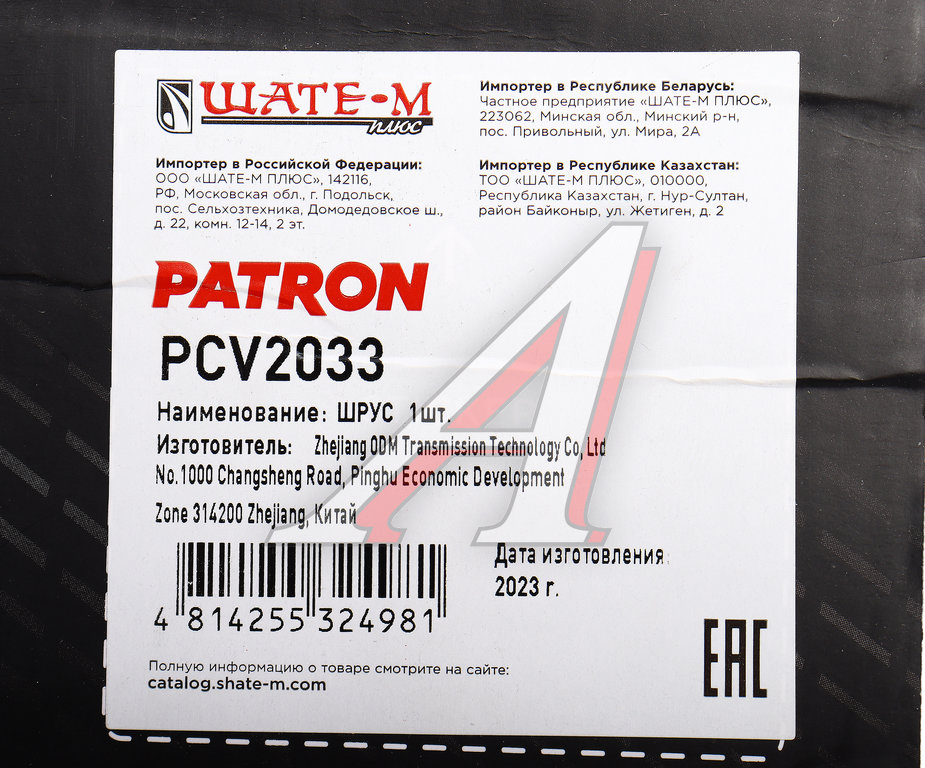 ШАТЕ-М
плюс
Импортер в Республике Беларусь:
Частное предприятие «ШАТЕ-М ПЛЮС»,
223062, Минская обл., Минский р-н,
пос. Привольный, ул. Мира, 2А
Импортер в Российской Федерации:
ООО «ШАТЕ-М ПЛЮС», 142116,
РФ, Московская обл., г. Подольск,
пос. Сельхозтехника, Домодедовское ш.,
д. 22, комн. 12-14, 2 эт.
Импортер в Республике Казахстан:
ТОО «ШАТЕ-М ПЛЮС», 010000,
Республика Казахстан, г. Нур-Султан,
район Байконыр, ул. Жетиген, д. 2
PATRON
PCV2033
Наименование: ШРУС 1шт.
Изготовитель: Zhejiang ODM Transmission Technology Co, Ltd
No.1000 Changsheng Road, Pinghu Economic Development
Zone 314200 Zhejiang, Китай
Дата изготовления
2023 г.
4 814255 324981
Полную информацию о товаре смотрите на сайте:
catalog.shate-m.com
EAC